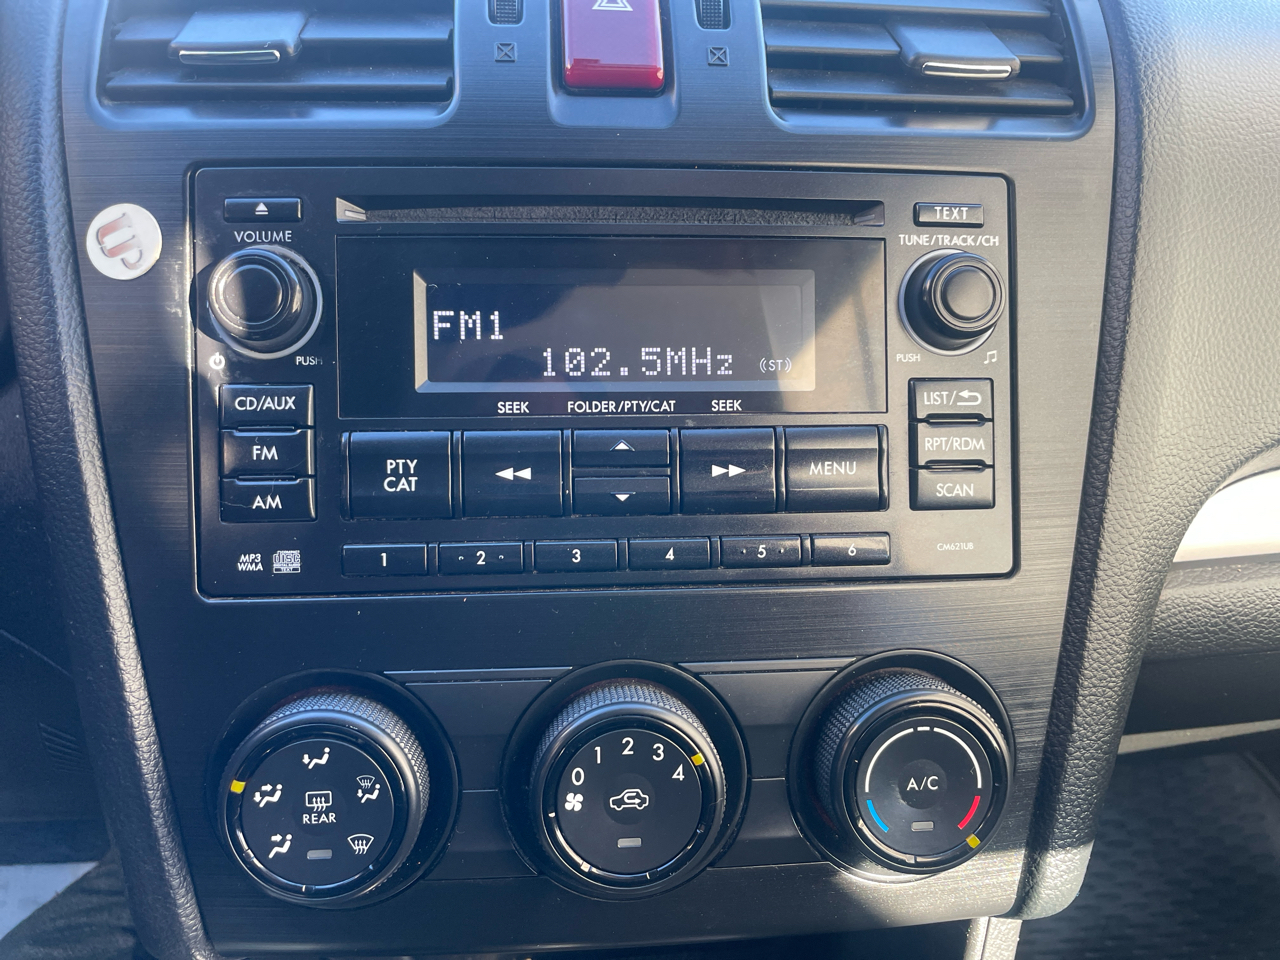 VOLUME
TEXT
TUNE/TRACK/CH
FM1
102.5MHz (ST)
PUSH
PUSH
CD/AUX
FM
AM
SEEK FOLDER/PTY/CAT SEEK
LIST/
RPT/RDM
SCAN
PTY
CAT
MENU
MP3
WMA
disc
TEXT
1 2 3 4 5 6
CM621UB
REAR
0 1 2 3 4
A/C